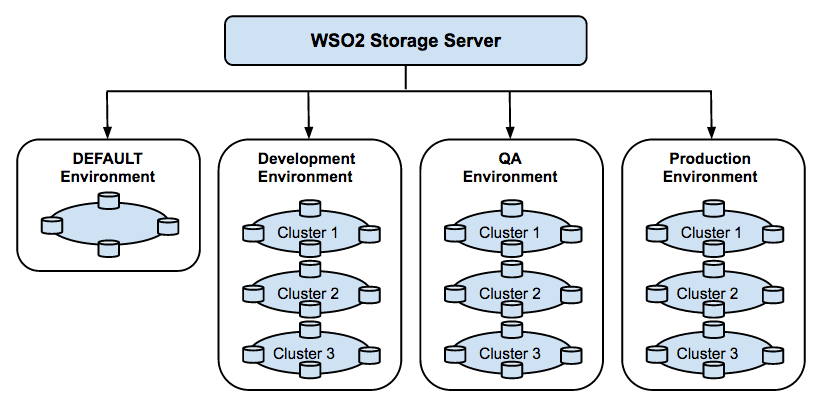 WSO2 Storage Server
DEFAULT
Environment
Development
Environment
Cluster 1
Cluster 2
Cluster 3
QA
Environment
Cluster 1
Cluster 2
Cluster 3
Production
Environment
Cluster 1
Cluster 2
Cluster 3